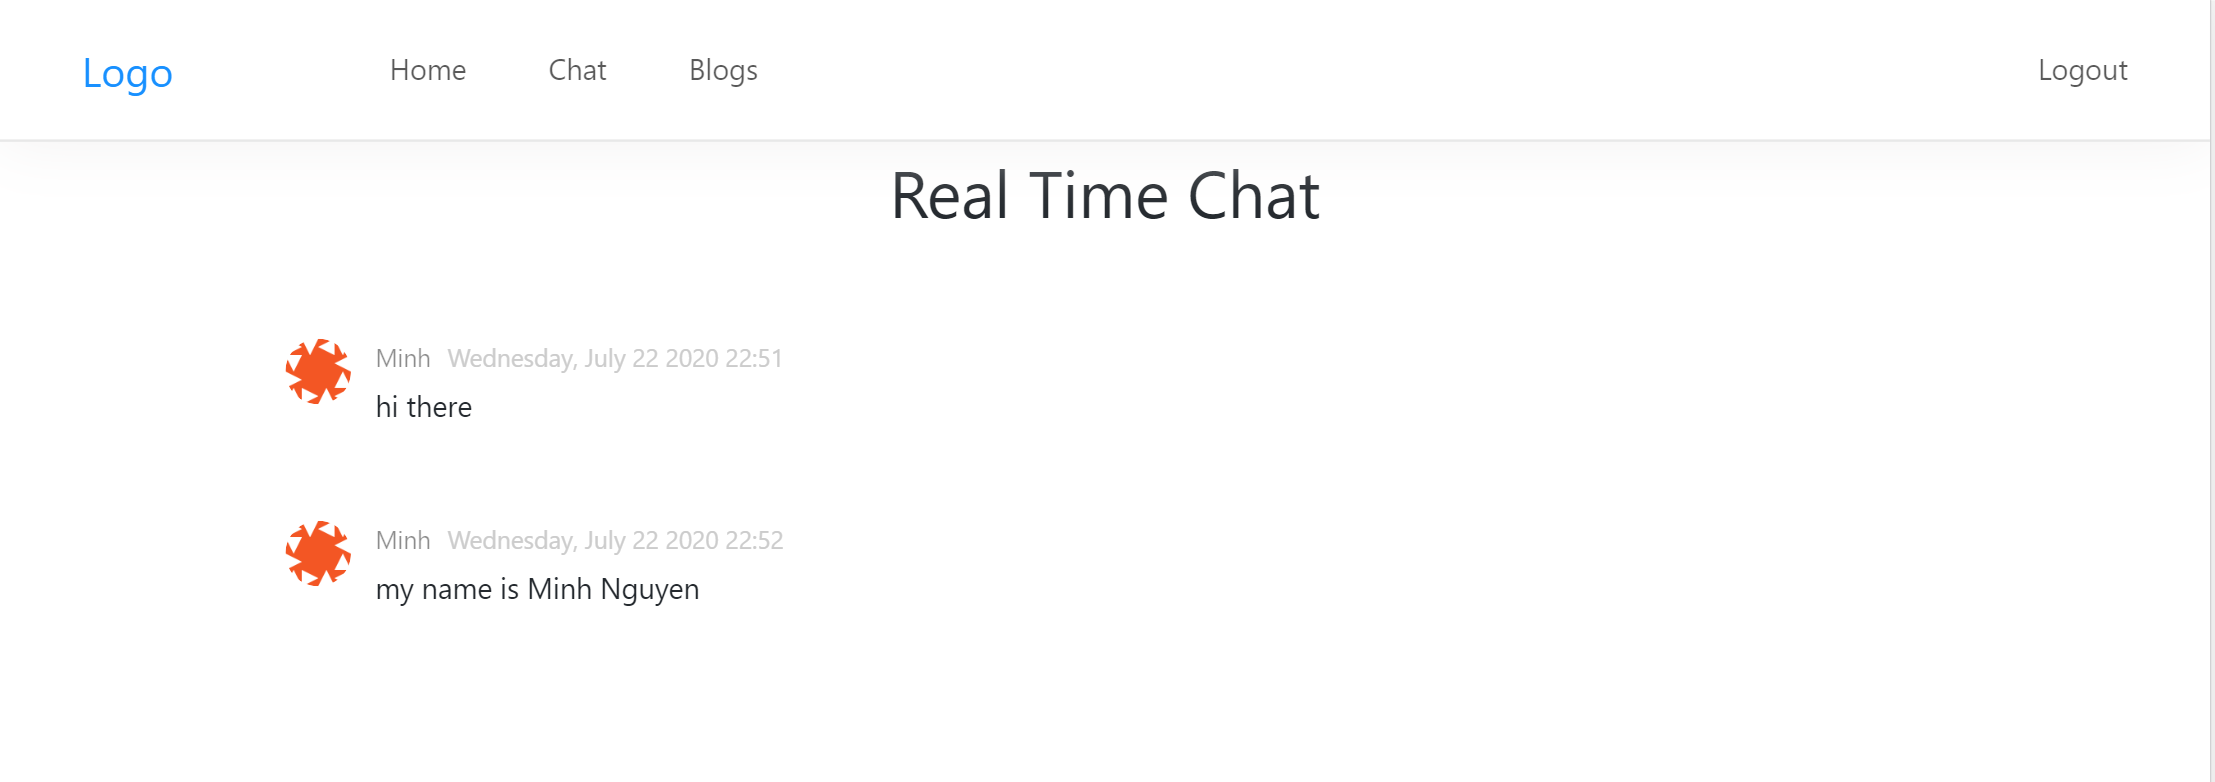 Logo Home Chat Blogs Logout
Real Time Chat
Minh Wednesday, July 22 2020 22:51
hi there
Minh Wednesday, July 22 2020 22:52
my name is Minh Nguyen